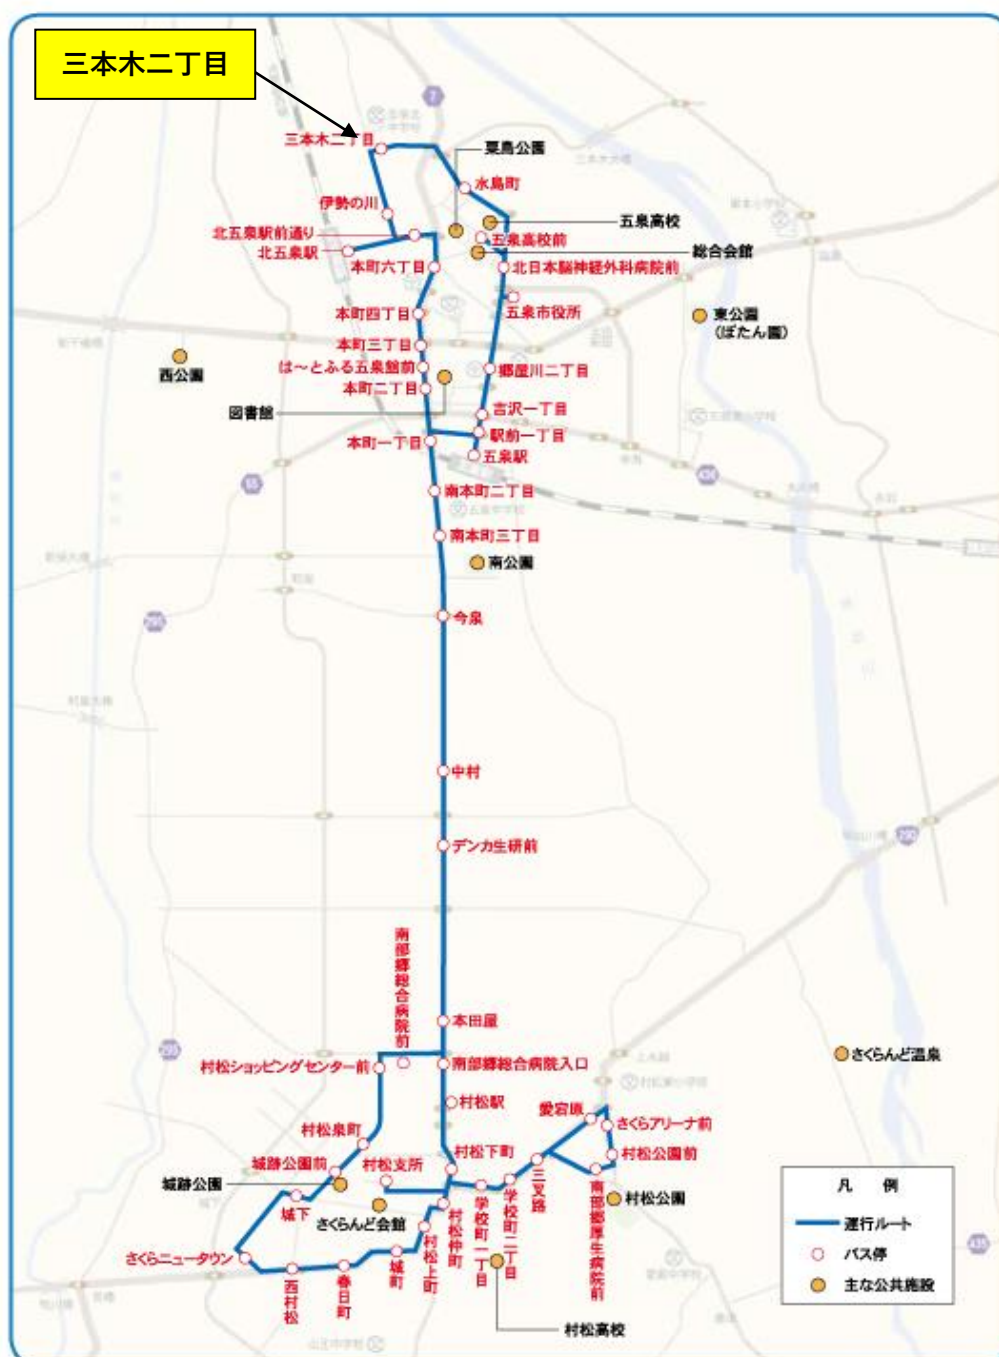 三本木二丁目
7
三本木二丁目
粟島公園
水島町
伊勢の川
五泉高校
北五泉駅前通り
五泉高校前
総合会館
北五泉駅
本町六丁目
北日本脳神経外科病院前
五泉市役所
本町四丁目
東公園
(ぼたん園)
本町三丁目
西公園
は～とふる五泉館前
郷屋川二丁目
本町二丁目
図書館
吉沢一丁目
駅前一丁目
本町一丁目
五泉駅
南本町二丁目
南本町三丁目
南公園
今泉
中村
デンカ生研前
290
南部郷総合病院前
本田屋
さくらんど温泉
村松ショッピングセンター前
南部郷総合病院入口
村松駅
愛宕原
さくらアリーナ前
村松泉町
村松下町
村松公園前
城跡公園前
村松支所
三叉路
城跡公園
学校町二丁目
学校町一丁目
南部郷厚生病院前
村松公園
城下
さくらんど会館
村松仲町
村松上町
さくらニュータウン
城町
春日町
西村松
村松高校
凡 例
運行ルート
バス停
主な公共施設